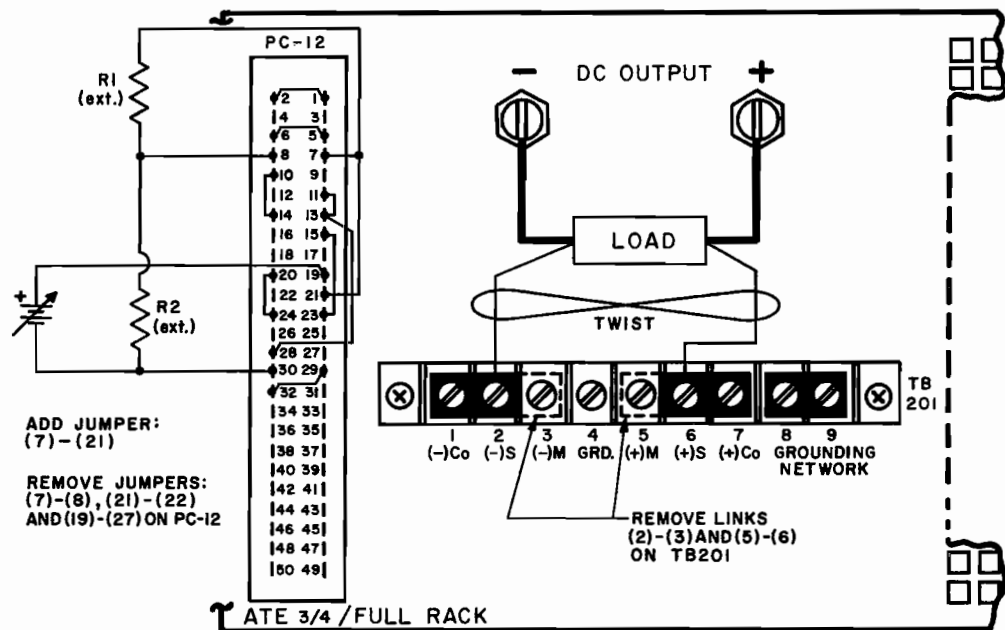 PC-12
R1
(ext.)
2 1
4 3
6 5
8 7
10 9
12 11
14 13
16 15
18 17
20 19
22 21
24 23
26 25
28 27
30 29
32 31
34 33
36 35
38 37
40 39
42 41
44 43
46 45
48 47
50 49
+
R2
(ext.)
ADD JUMPER:
(7)-(21)
REMOVE JUMPERS:
(7)-(8), (21)-(22)
AND (19)-(27) ON PC-12
− DC OUTPUT +
LOAD
TWIST
TB
201
1 2 3 4 5 6 7 8 9
(−)Co (−)S (−)M GRD. (+)M (+)S (+)Co GROUNDING
NETWORK
REMOVE LINKS
(2)-(3) AND (5)-(6)
ON TB201
ATE 3/4 / FULL RACK